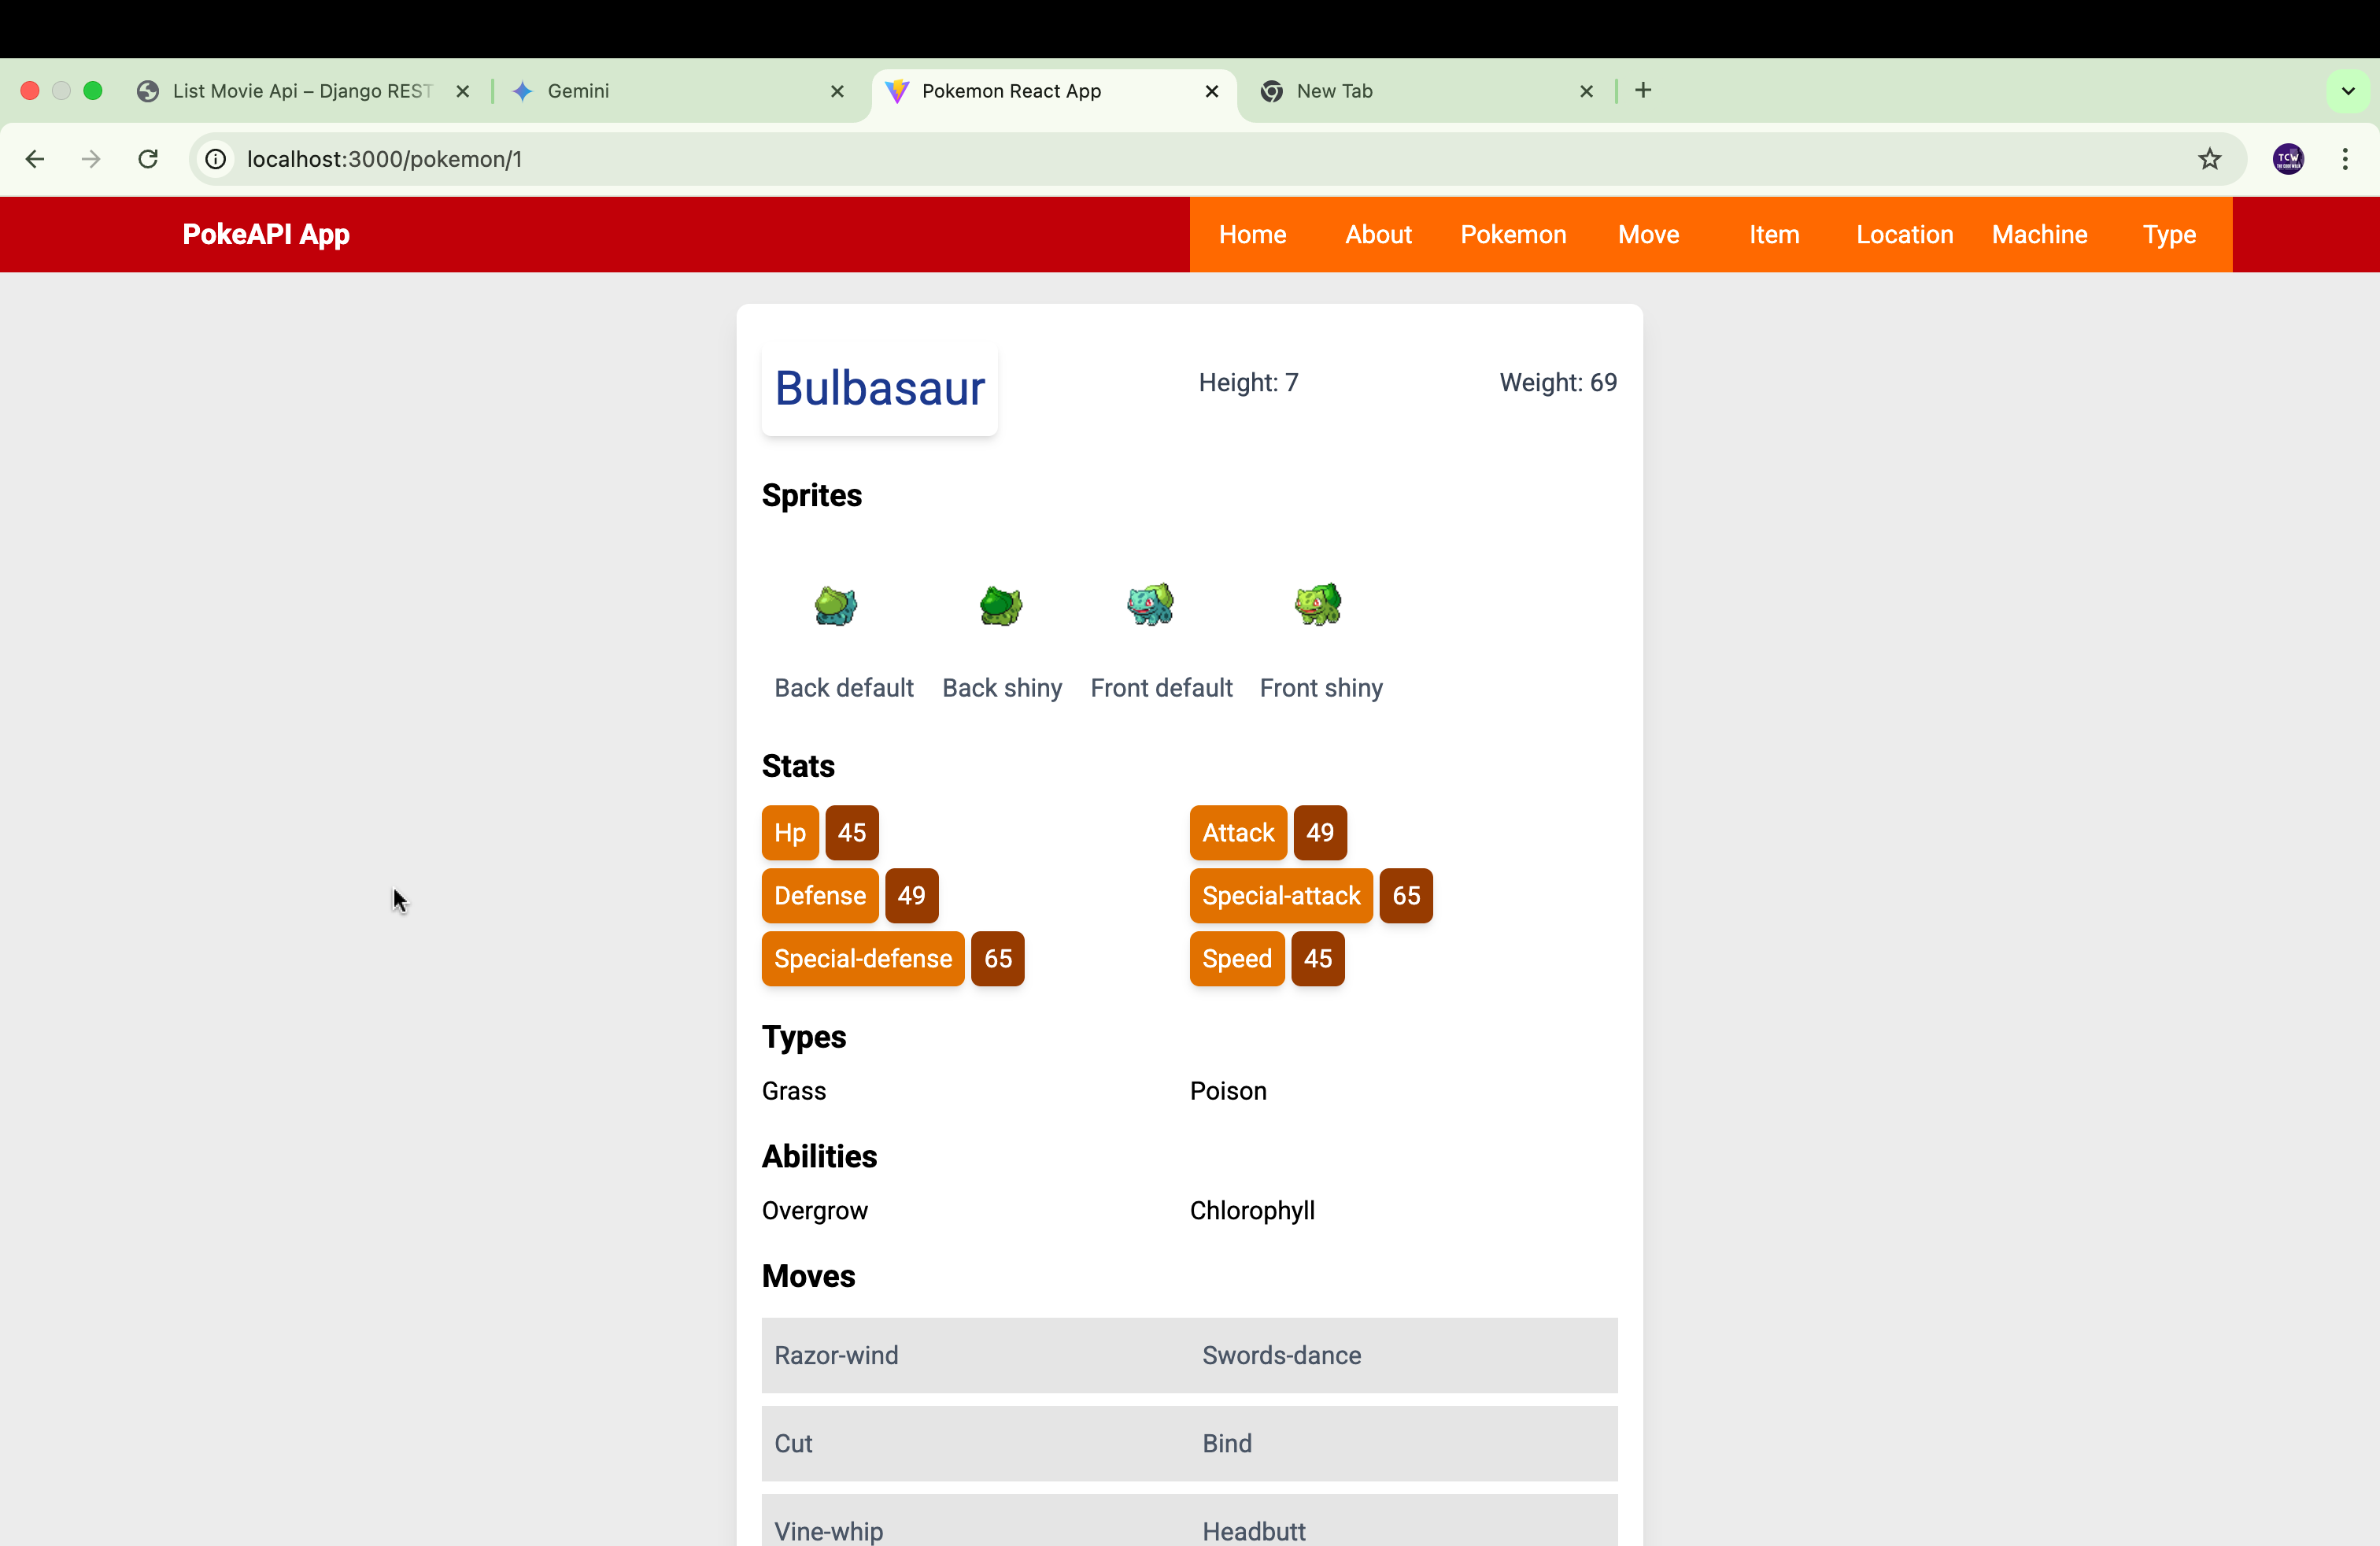 List Movie Api – Django REST
Gemini
Pokemon React App
New Tab
localhost:3000/pokemon/1
TCW
PokeAPI App
Home About Pokemon Move Item Location Machine Type
Bulbasaur Height: 7 Weight: 69
Sprites
Back default Back shiny Front default Front shiny
Stats
Hp 45 Attack 49
Defense 49 Special-attack 65
Special-defense 65 Speed 45
Types
Grass Poison
Abilities
Overgrow Chlorophyll
Moves
Razor-wind Swords-dance
Cut Bind
Vine-whip Headbutt